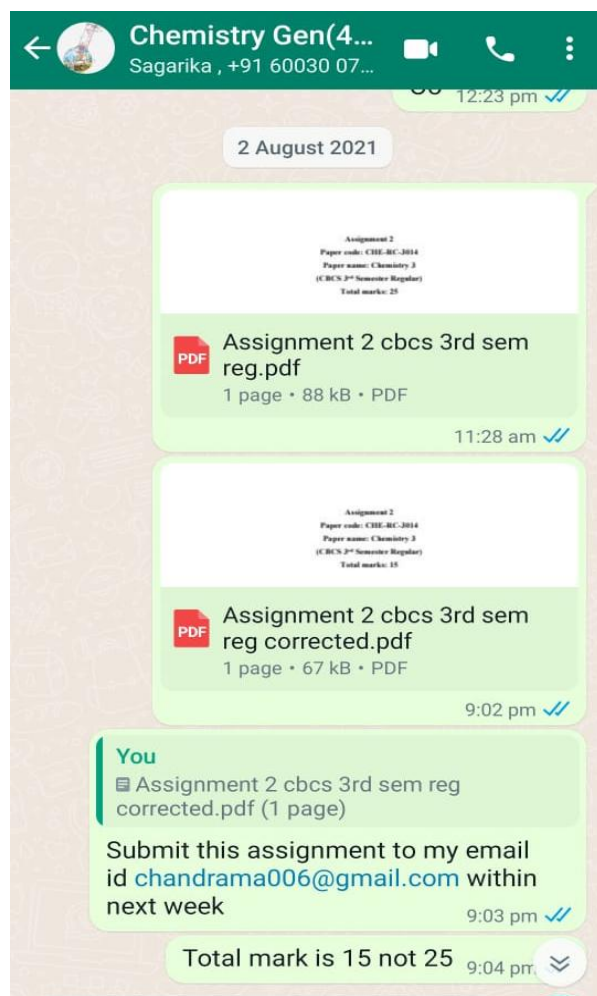 Chemistry Gen(4...
Sagarika , +91 60030 07...
12:23 pm
2 August 2021
Assignment 2
Paper code: CHE-RC-3014
Paper name: Chemistry 3
(CBCS 3rd Semester Regular)
Total marks: 25
PDF
Assignment 2 cbcs 3rd sem
reg.pdf
1 page • 88 kB • PDF
11:28 am
Assignment 2
Paper code: CHE-RC-3014
Paper name: Chemistry 3
(CBCS 3rd Semester Regular)
Total marks: 15
PDF
Assignment 2 cbcs 3rd sem
reg corrected.pdf
1 page • 67 kB • PDF
9:02 pm
You
Assignment 2 cbcs 3rd sem reg
corrected.pdf (1 page)
Submit this assignment to my email
id chandrama006@gmail.com within
next week
9:03 pm
Total mark is 15 not 25
9:04 pm